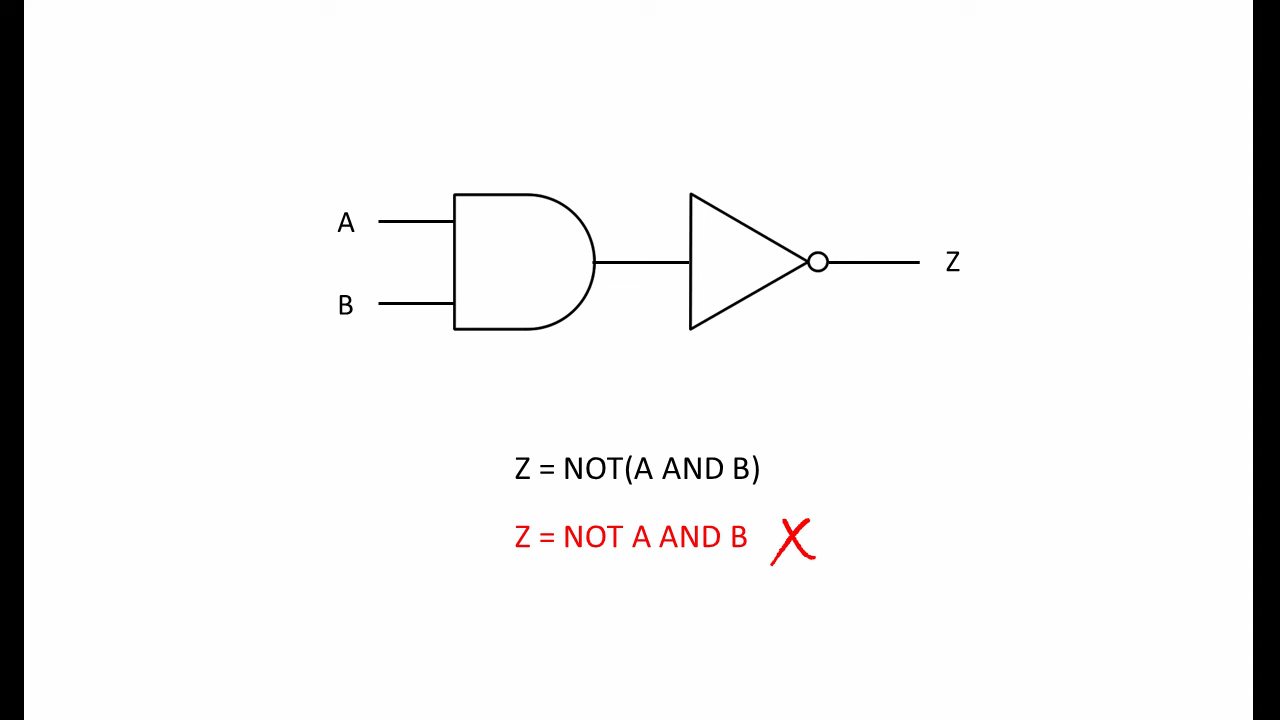 A
B
Z
Z = NOT(A AND B)
Z = NOT A AND B